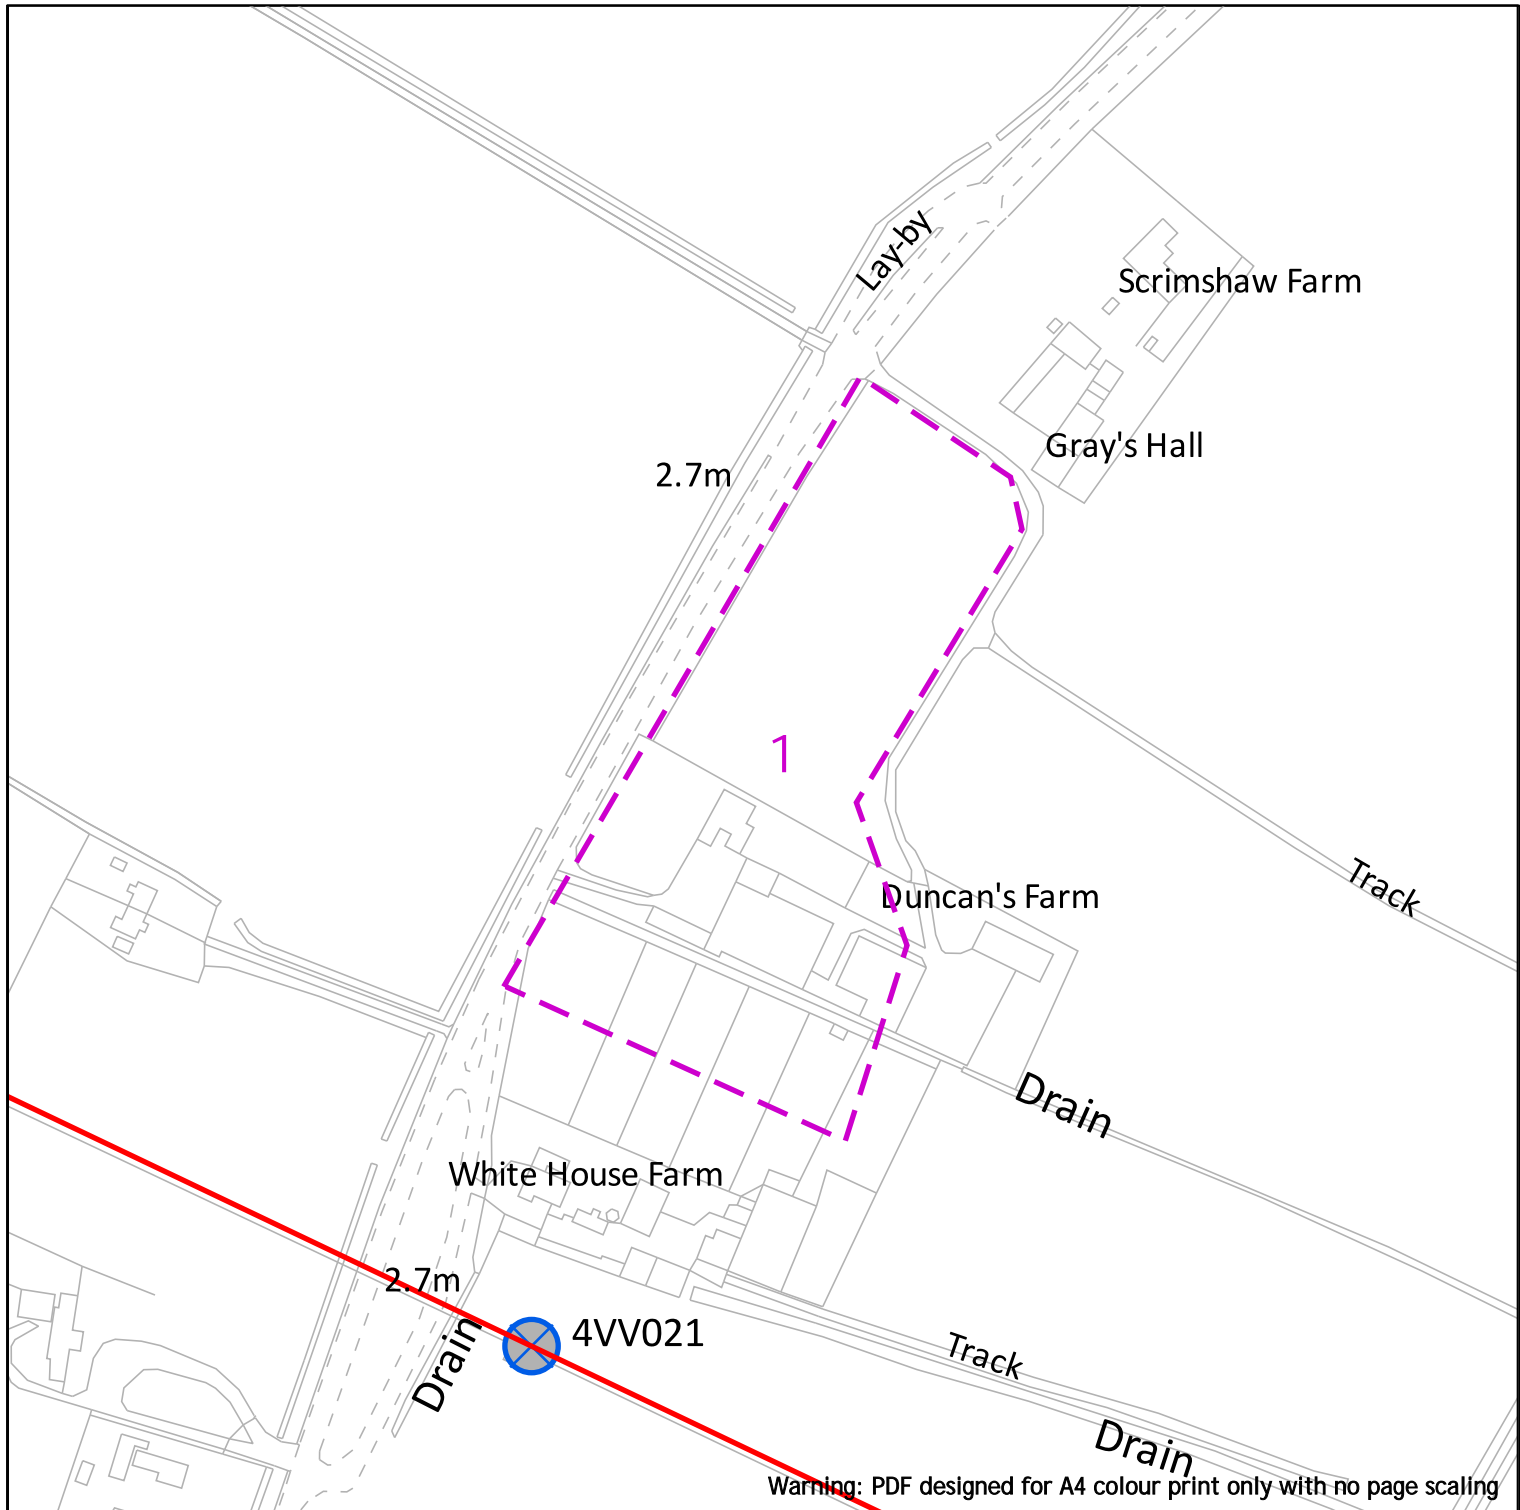 Lay-by
Scrimshaw Farm
Gray's Hall
2.7m
1
Track
Duncan's Farm
Drain
White House Farm
2.7m
4VV021
Drain
Track
Drain
Warning: PDF designed for A4 colour print only with no page scaling